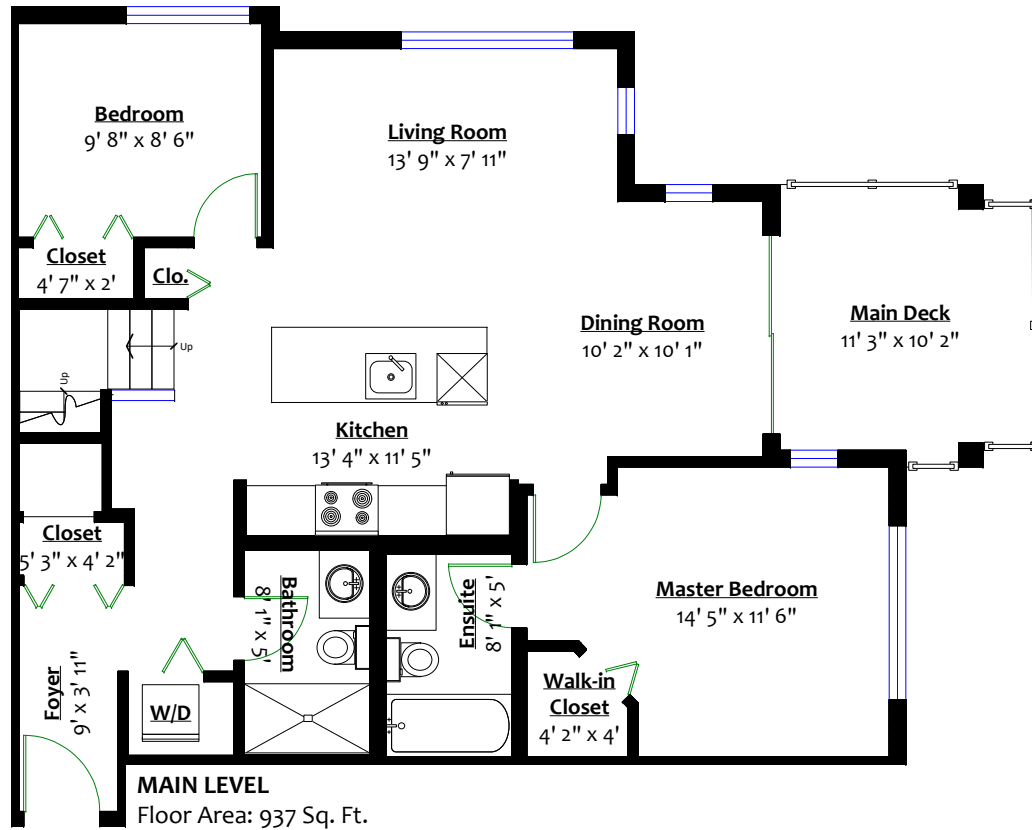 Bedroom
9' 8" x 8' 6"
Living Room
13' 9" x 7' 11"
Closet
4' 7" x 2'
Clo.
Up
Up
Dining Room
10' 2" x 10' 1"
Main Deck
11' 3" x 10' 2"
Kitchen
13' 4" x 11' 5"
Closet
5' 3" x 4' 2"
Bathroom
8' 1" x 5'
Ensuite
8' 1" x 5'
Master Bedroom
14' 5" x 11' 6"
Walk-in
Closet
4' 2" x 4'
Foyer
9' x 3' 11"
W/D
MAIN LEVEL
Floor Area: 937 Sq. Ft.